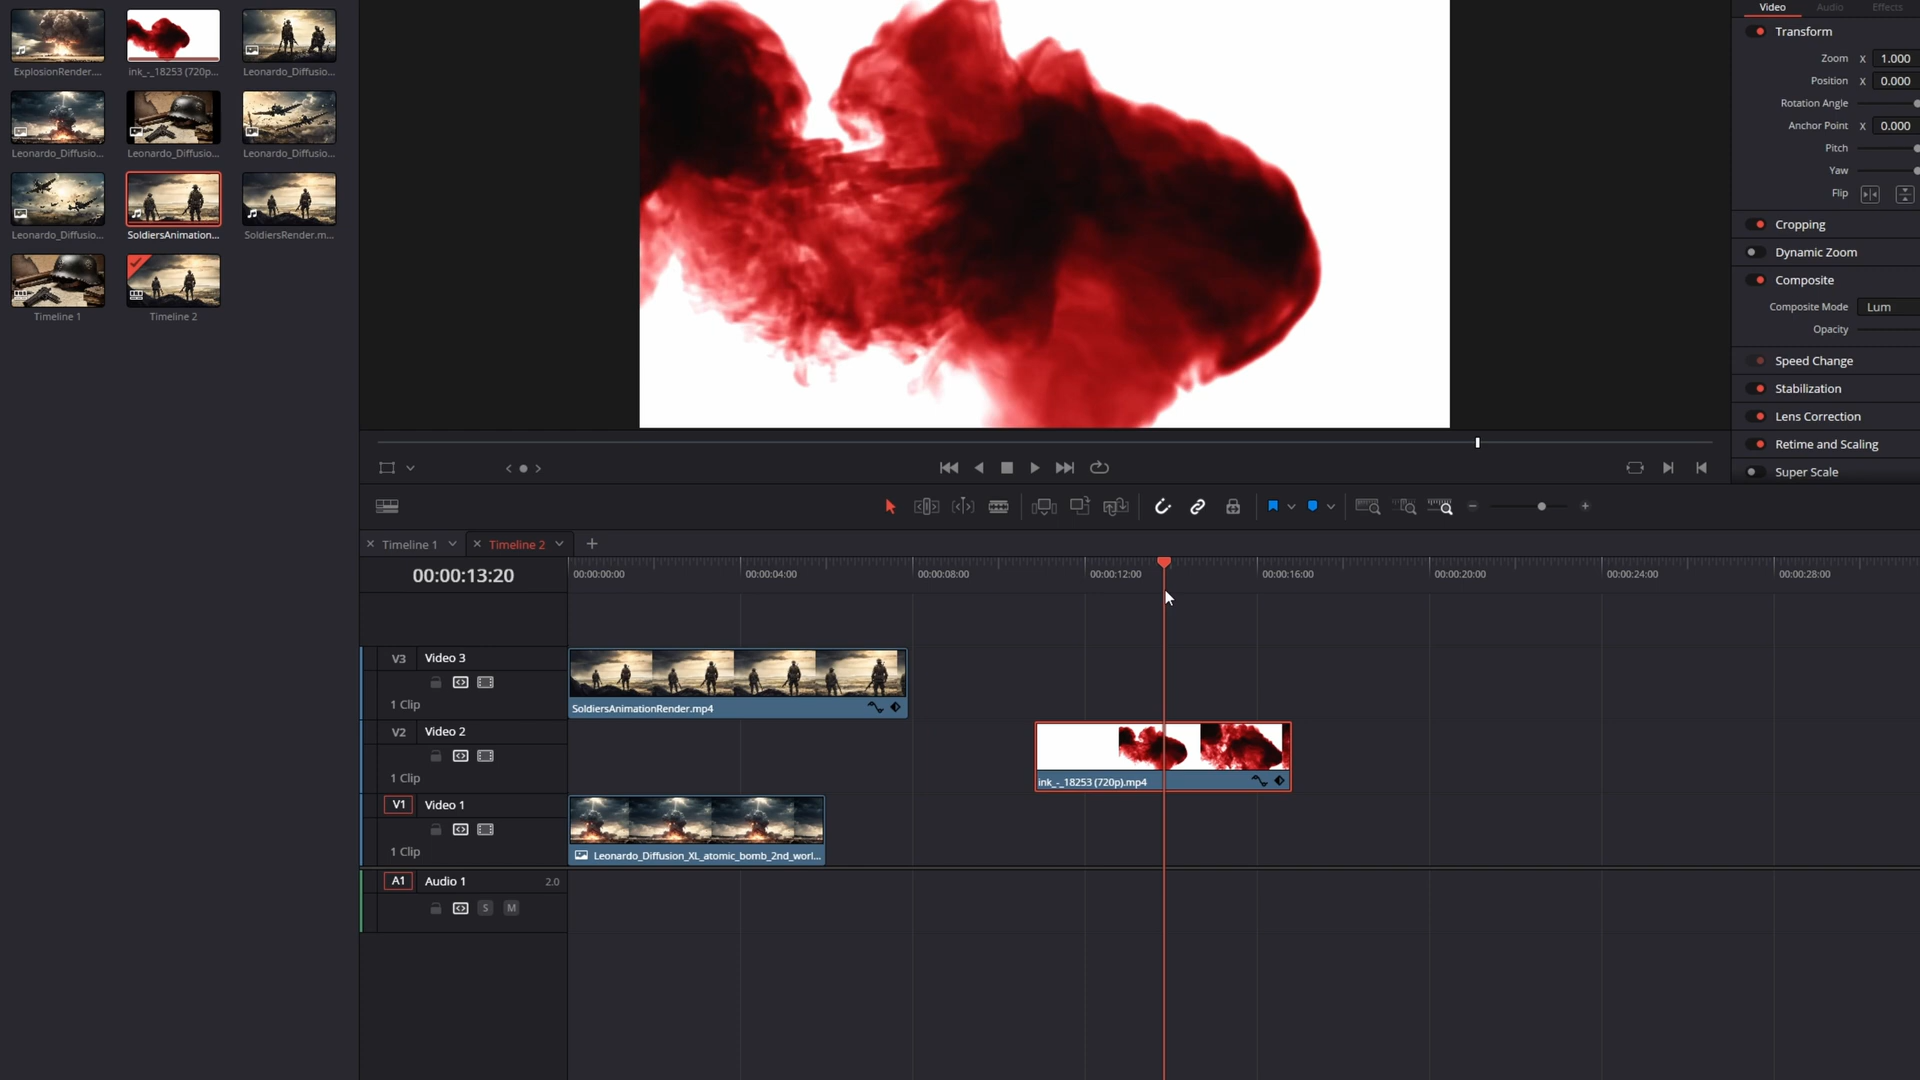 ExplosionRender....
ink_-_18253 (720p...
Leonardo_Diffusio...
Leonardo_Diffusio...
Leonardo_Diffusio...
Leonardo_Diffusio...
Leonardo_Diffusio...
SoldiersAnimation...
SoldiersRender.m...
Timeline 1
Timeline 2
Video
Audio
Effects
Transform
Zoom X 1.000
Position X 0.000
Rotation Angle
Anchor Point X 0.000
Pitch
Yaw
Flip
Cropping
Dynamic Zoom
Composite
Composite Mode Lum
Opacity
Speed Change
Stabilization
Lens Correction
Retime and Scaling
Super Scale
Timeline 1
Timeline 2
00:00:13:20
00:00:00:00
00:00:04:00
00:00:08:00
00:00:12:00
00:00:16:00
00:00:20:00
00:00:24:00
00:00:28:00
V3 Video 3
1 Clip
SoldiersAnimationRender.mp4
V2 Video 2
1 Clip
ink_-_18253 (720p).mp4
V1 Video 1
1 Clip
Leonardo_Diffusion_XL_atomic_bomb_2nd_worl...
A1 Audio 1 2.0
S M